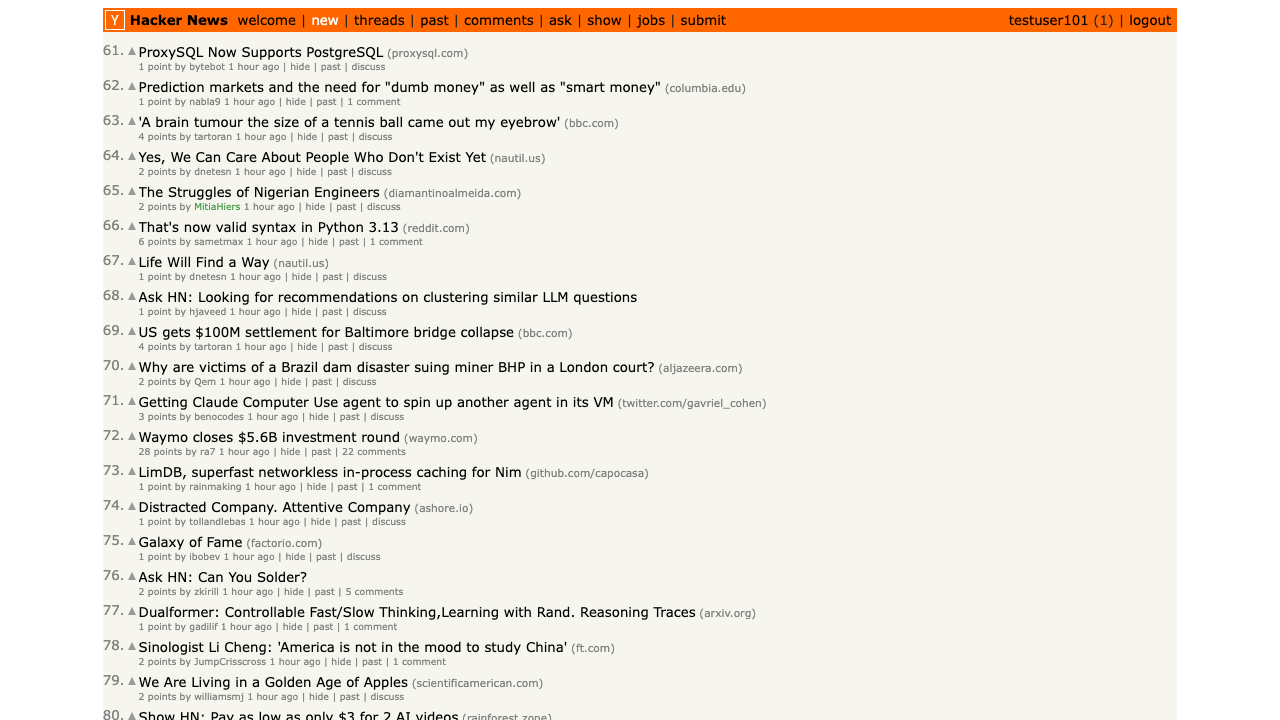 Y Hacker News welcome | new | threads | past | comments | ask | show | jobs | submit testuser101 (1) | logout
61. ProxySQL Now Supports PostgreSQL (proxysql.com)
1 point by bytebot 1 hour ago | hide | past | discuss
62. Prediction markets and the need for "dumb money" as well as "smart money" (columbia.edu)
1 point by nabla9 1 hour ago | hide | past | 1 comment
63. 'A brain tumour the size of a tennis ball came out my eyebrow' (bbc.com)
4 points by tartoran 1 hour ago | hide | past | discuss
64. Yes, We Can Care About People Who Don't Exist Yet (nautil.us)
2 points by dnetesn 1 hour ago | hide | past | discuss
65. The Struggles of Nigerian Engineers (diamantinoalmeida.com)
2 points by MitiaHiers 1 hour ago | hide | past | discuss
66. That's now valid syntax in Python 3.13 (reddit.com)
6 points by sametmax 1 hour ago | hide | past | 1 comment
67. Life Will Find a Way (nautil.us)
1 point by dnetesn 1 hour ago | hide | past | discuss
68. Ask HN: Looking for recommendations on clustering similar LLM questions
1 point by hjaveed 1 hour ago | hide | past | discuss
69. US gets $100M settlement for Baltimore bridge collapse (bbc.com)
4 points by tartoran 1 hour ago | hide | past | discuss
70. Why are victims of a Brazil dam disaster suing miner BHP in a London court? (aljazeera.com)
2 points by Qem 1 hour ago | hide | past | discuss
71. Getting Claude Computer Use agent to spin up another agent in its VM (twitter.com/gavriel_cohen)
3 points by benocodes 1 hour ago | hide | past | discuss
72. Waymo closes $5.6B investment round (waymo.com)
28 points by ra7 1 hour ago | hide | past | 22 comments
73. LimDB, superfast networkless in-process caching for Nim (github.com/capocasa)
1 point by rainmaking 1 hour ago | hide | past | 1 comment
74. Distracted Company. Attentive Company (ashore.io)
1 point by tollandlebas 1 hour ago | hide | past | discuss
75. Galaxy of Fame (factorio.com)
1 point by ibobev 1 hour ago | hide | past | discuss
76. Ask HN: Can You Solder?
2 points by zkirill 1 hour ago | hide | past | 5 comments
77. Dualformer: Controllable Fast/Slow Thinking,Learning with Rand. Reasoning Traces (arxiv.org)
1 point by gadilif 1 hour ago | hide | past | 1 comment
78. Sinologist Li Cheng: 'America is not in the mood to study China' (ft.com)
2 points by JumpCrisscross 1 hour ago | hide | past | 1 comment
79. We Are Living in a Golden Age of Apples (scientificamerican.com)
2 points by williamsmj 1 hour ago | hide | past | discuss
80. Show HN: Pay as low as only $3 for 2 AI videos (rainforest.zone)